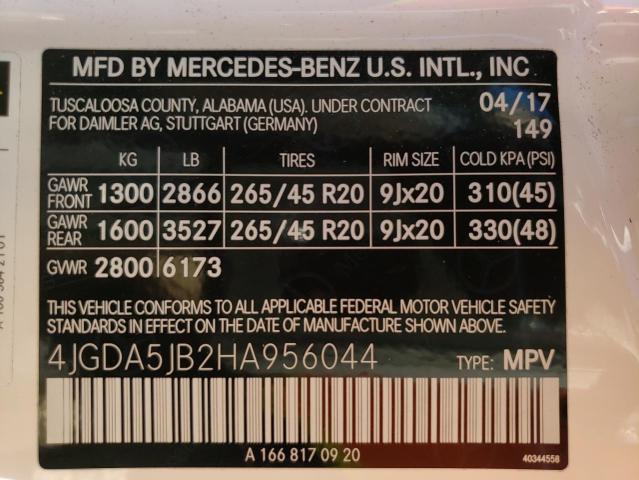 MFD BY MERCEDES-BENZ U.S. INTL., INC
TUSCALOOSA COUNTY, ALABAMA (USA). UNDER CONTRACT 04/17
FOR DAIMLER AG, STUTTGART (GERMANY) 149
KG LB TIRES RIM SIZE COLD KPA (PSI)
GAWR FRONT 1300 2866 265/45 R20 9Jx20 310(45)
GAWR REAR 1600 3527 265/45 R20 9Jx20 330(48)
GVWR 2800 6173
THIS VEHICLE CONFORMS TO ALL APPLICABLE FEDERAL MOTOR VEHICLE SAFETY
STANDARDS IN EFFECT ON THE DATE OF MANUFACTURE SHOWN ABOVE.
4JGDA5JB2HA956044 TYPE: MPV
A 166 817 09 20
40344558